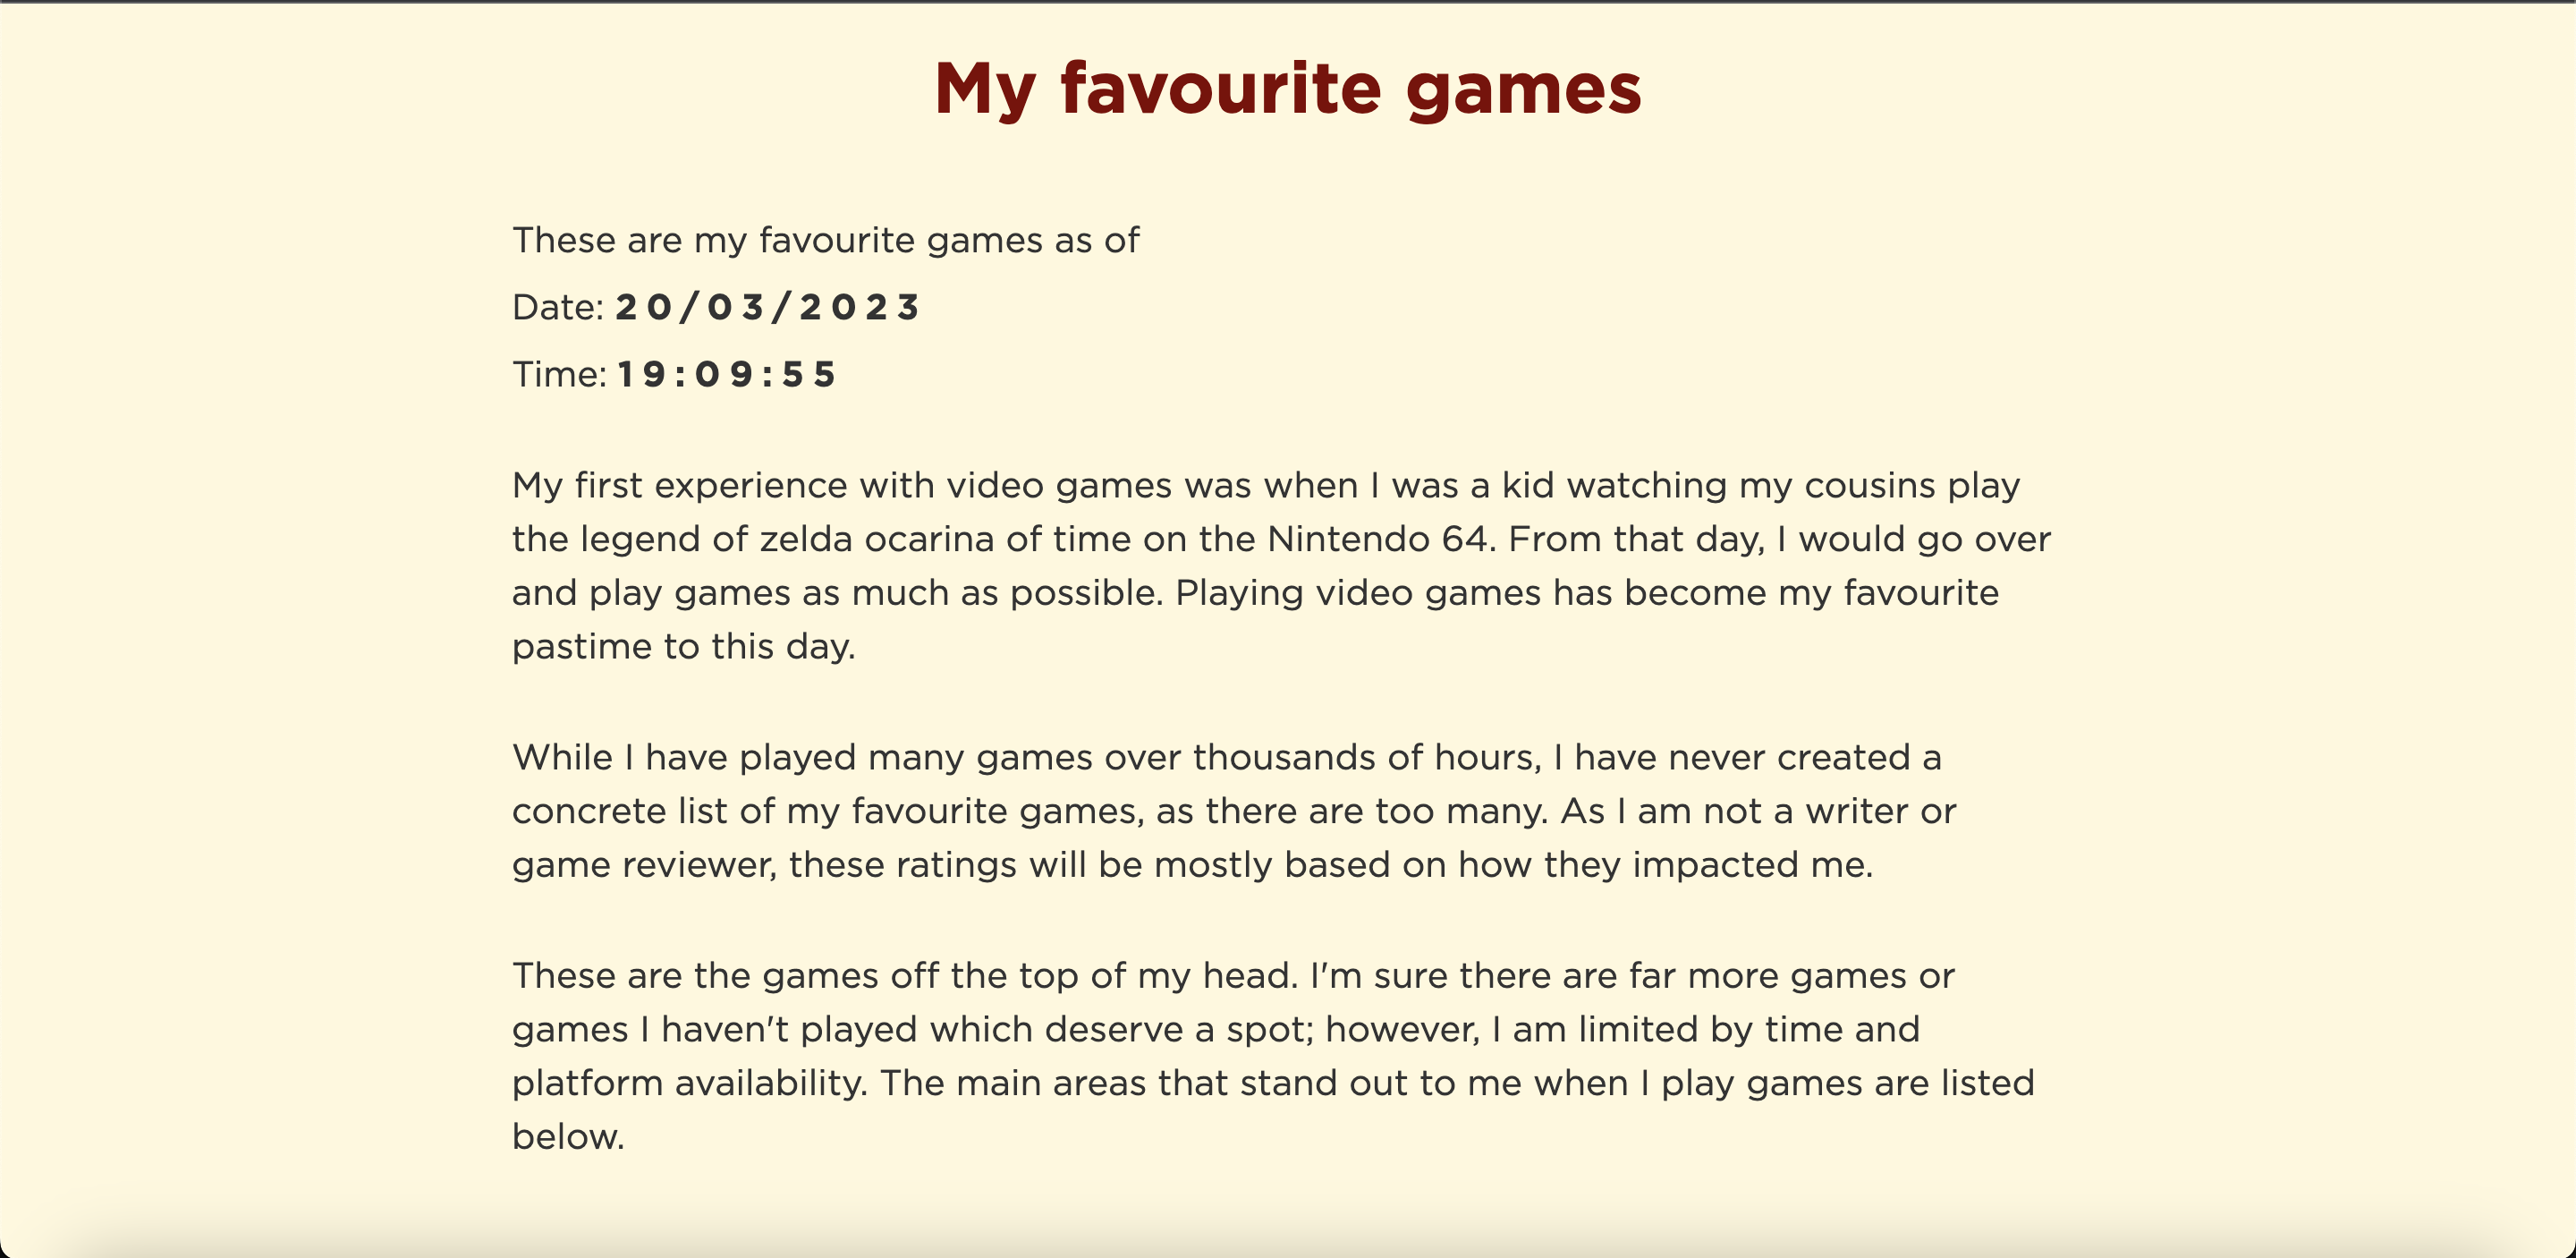 My favourite games
These are my favourite games as of
Date: 20/03/2023
Time: 19:09:55
My first experience with video games was when I was a kid watching my cousins play
the legend of zelda ocarina of time on the Nintendo 64. From that day, I would go over
and play games as much as possible. Playing video games has become my favourite
pastime to this day.
While I have played many games over thousands of hours, I have never created a
concrete list of my favourite games, as there are too many. As I am not a writer or
game reviewer, these ratings will be mostly based on how they impacted me.
These are the games off the top of my head. I'm sure there are far more games or
games I haven't played which deserve a spot; however, I am limited by time and
platform availability. The main areas that stand out to me when I play games are listed
below.